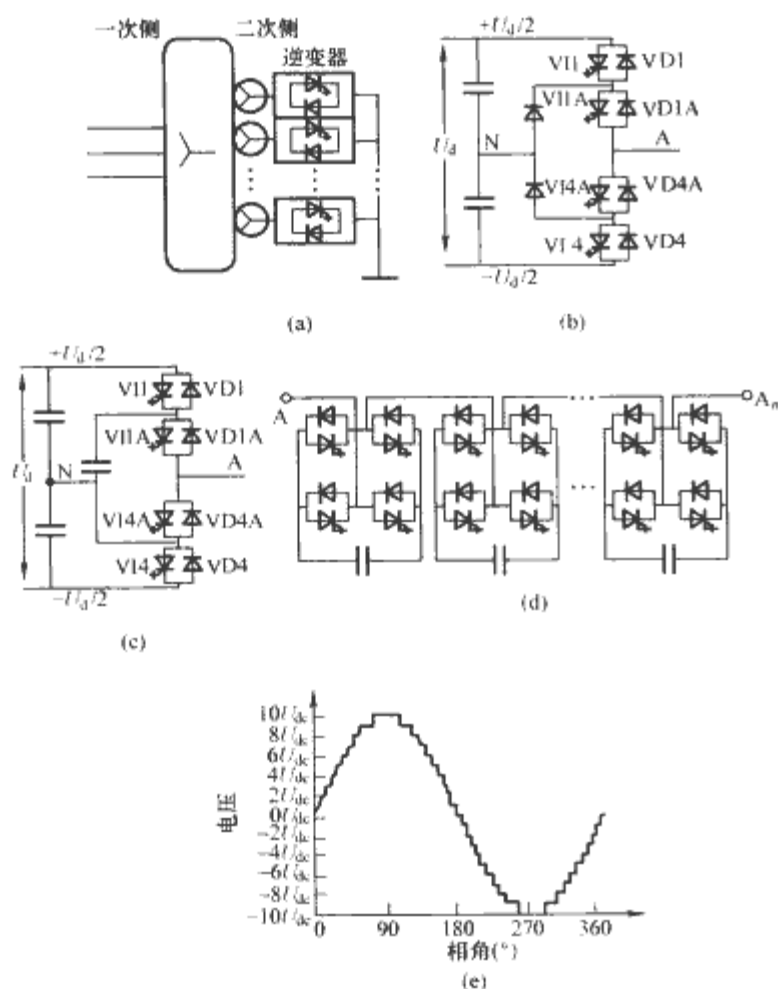 一次侧 二次侧
逆变器
(a)
+Ud/2
VI1 VD1
VI1A VD1A
N A
Ud
VI4A VD4A
VI4 VD4
-Ud/2
(b)
+Ud/2
VI1 VD1
VI1A VD1A
Ud N A
VI4A VD4A
VI4 VD4
-Ud/2
(c)
A An
(d)
10Udc
8Udc
6Udc
4Udc
2Udc
0Udc
-2Udc
-4Udc
-6Udc
-8Udc
-10Udc
电压
0 90 180 270 360
相角(°)
(e)